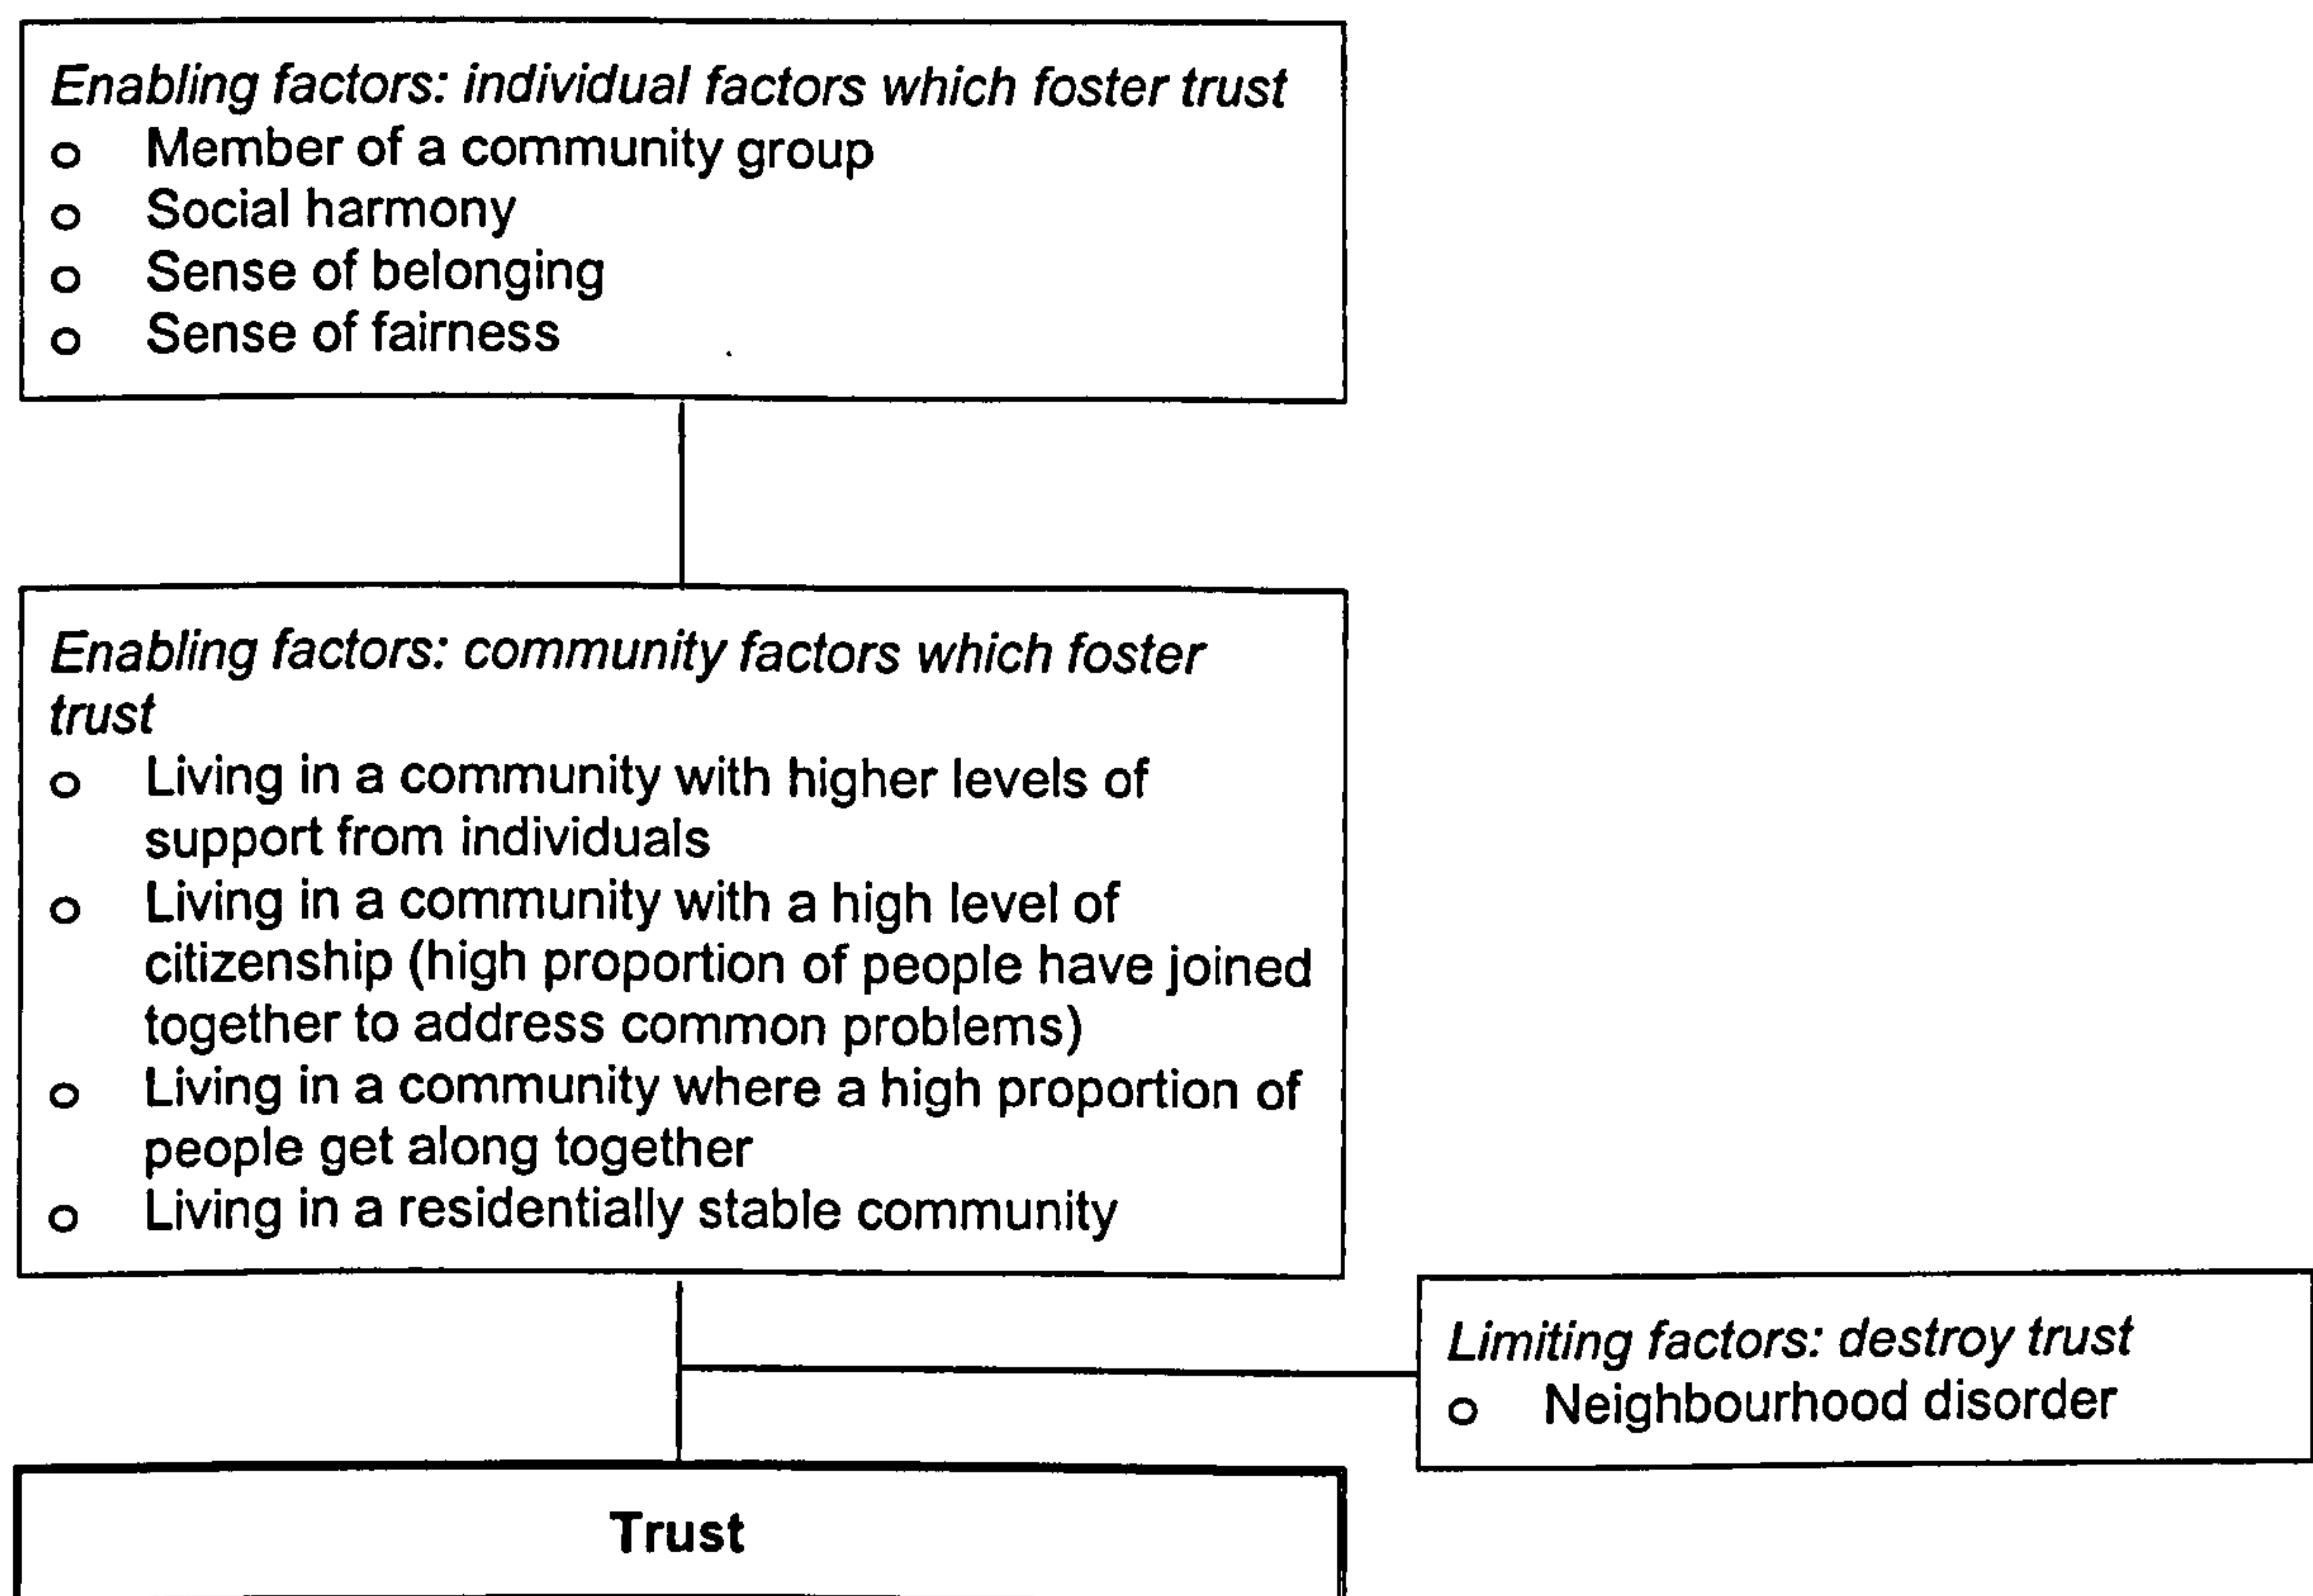 Enabling factors: individual factors which foster trust
o Member of a community group
o Social harmony
o Sense of belonging
o Sense of fairness
Enabling factors: community factors which foster
trust
o Living in a community with higher levels of
support from individuals
o Living in a community with a high level of
citizenship (high proportion of people have joined
together to address common problems)
o Living in a community where a high proportion of
people get along together
o Living in a residentially stable community
Limiting factors: destroy trust
o Neighbourhood disorder
Trust